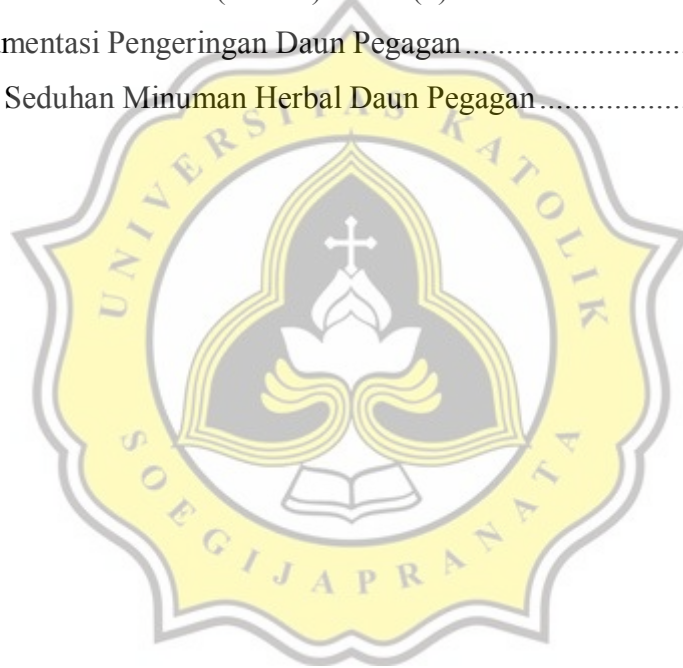 mentasi Pengeringan Daun Pegagan........................
Seduhan Minuman Herbal Daun Pegagan.................
UNIVERSITAS KATOLIK
SOEGIJAPRANATA